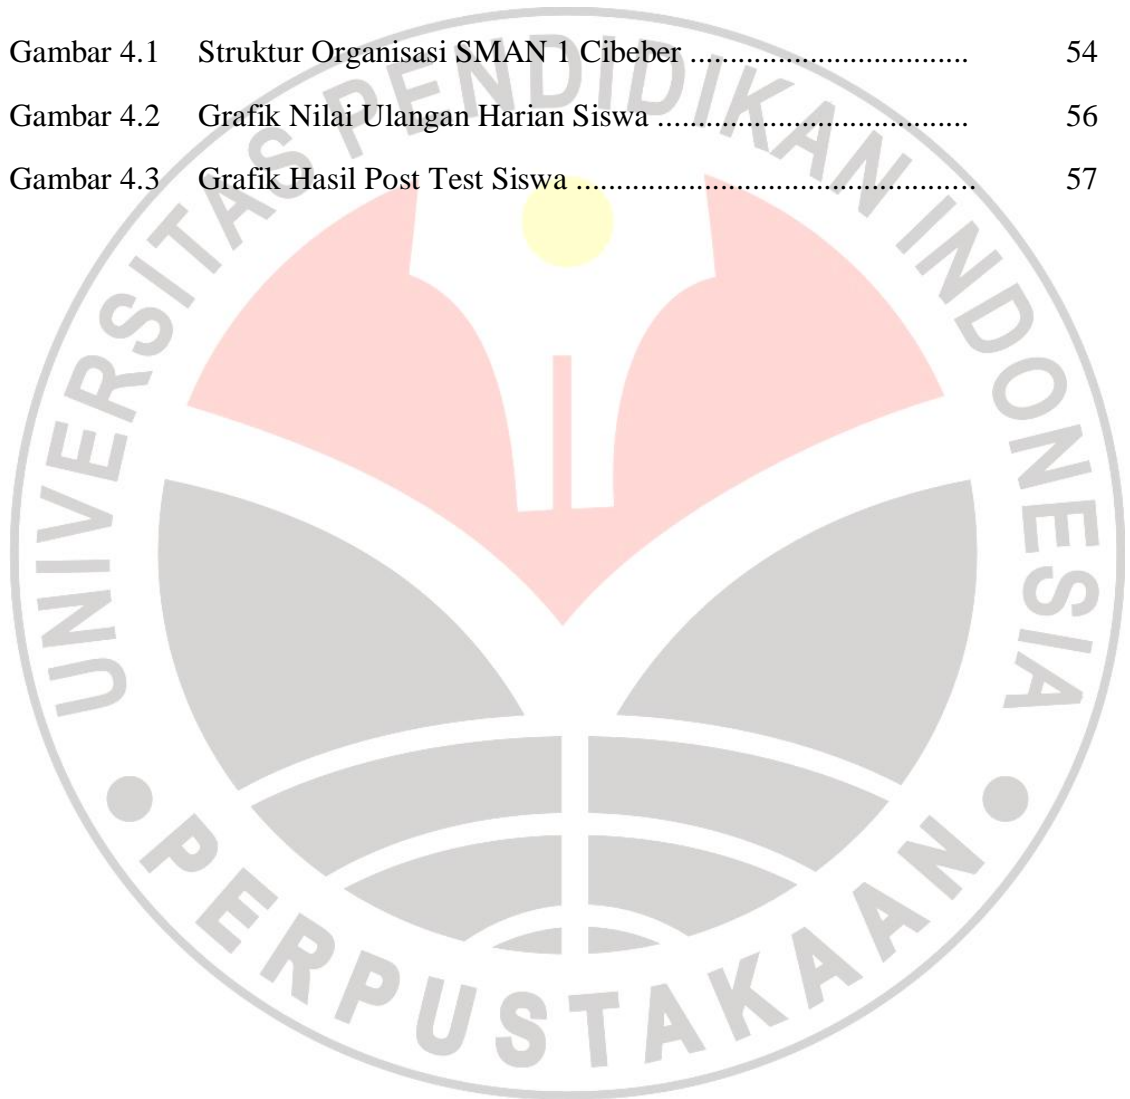 Gambar 4.1 Struktur Organisasi SMAN 1 Cibeber ................................... 54
Gambar 4.2 Grafik Nilai Ulangan Harian Siswa ....................................... 56
Gambar 4.3 Grafik Hasil Post Test Siswa .................................................. 57
UNIVERSITAS PENDIDIKAN INDONESIA
PERPUSTAKAAN